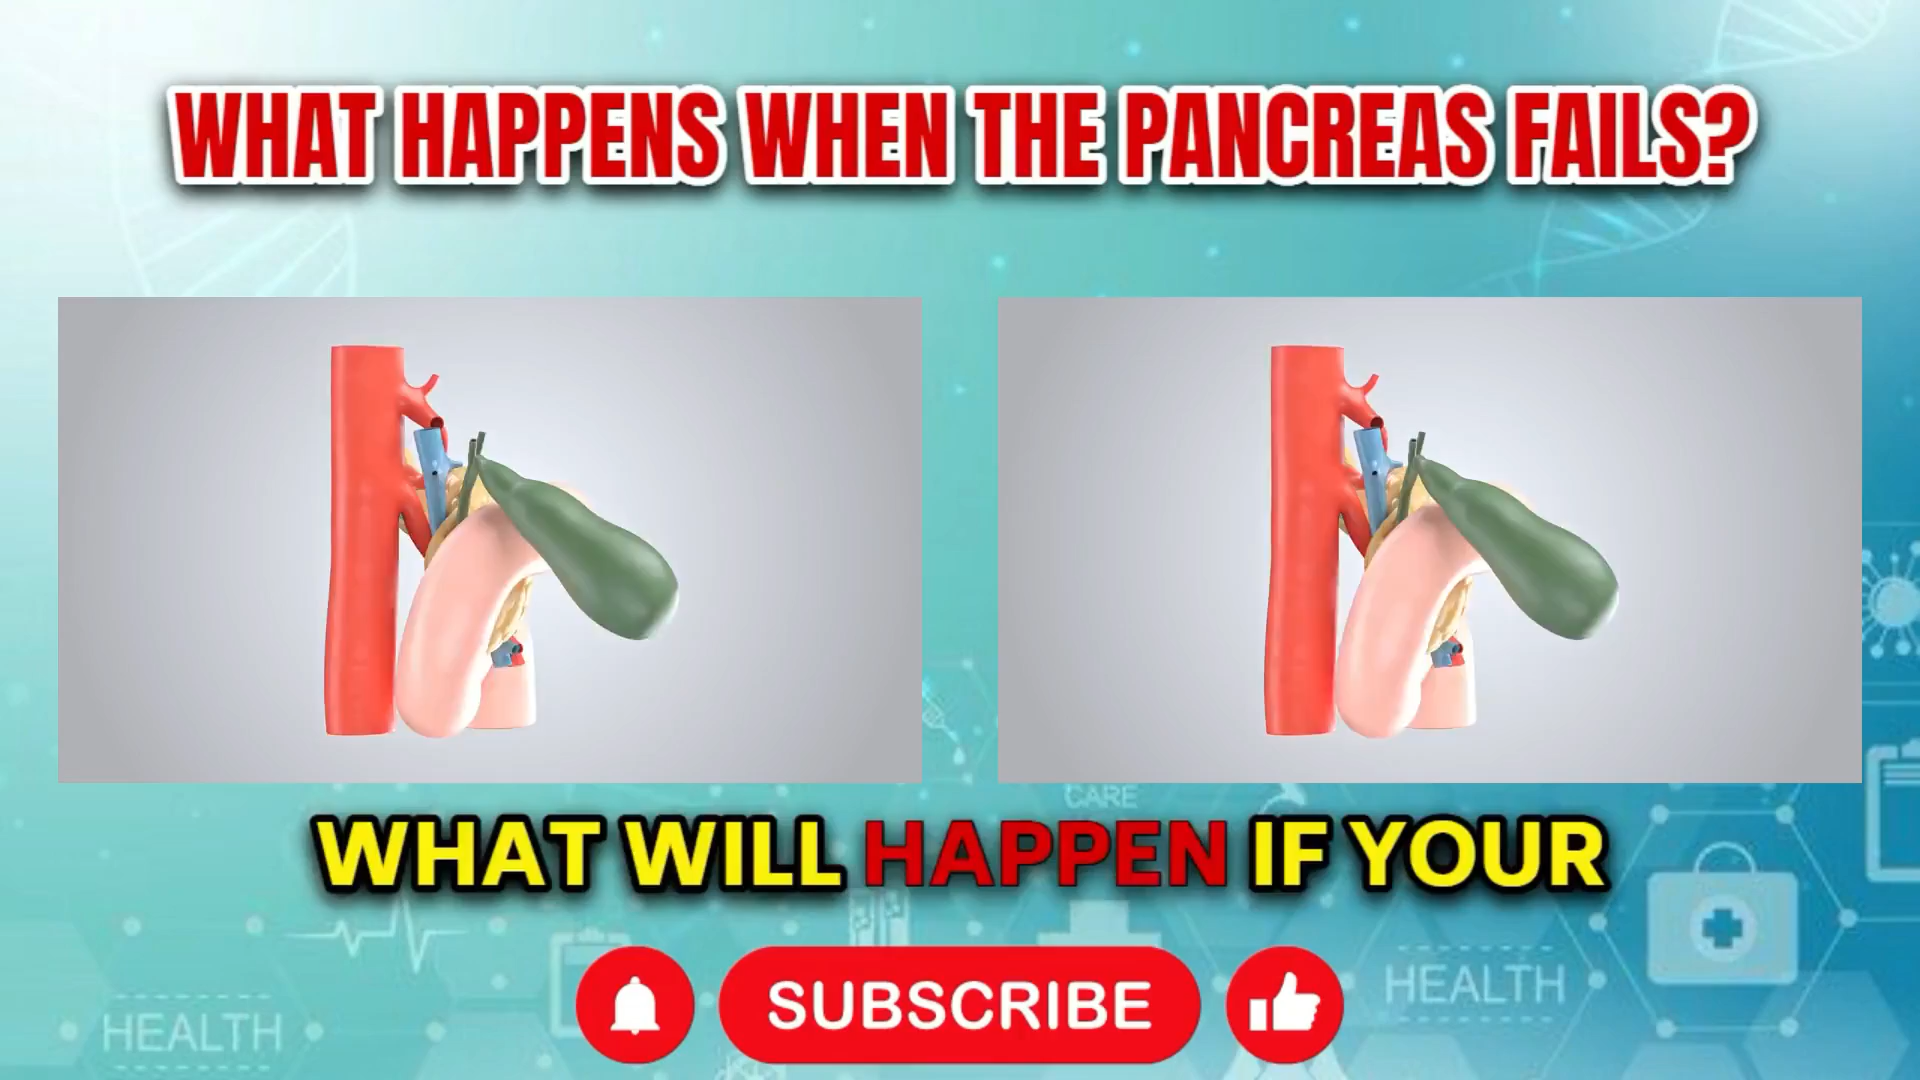 WHAT HAPPENS WHEN THE PANCREAS FAILS?
CARE
WHAT WILL HAPPEN IF YOUR
HEALTH
SUBSCRIBE
HEALTH